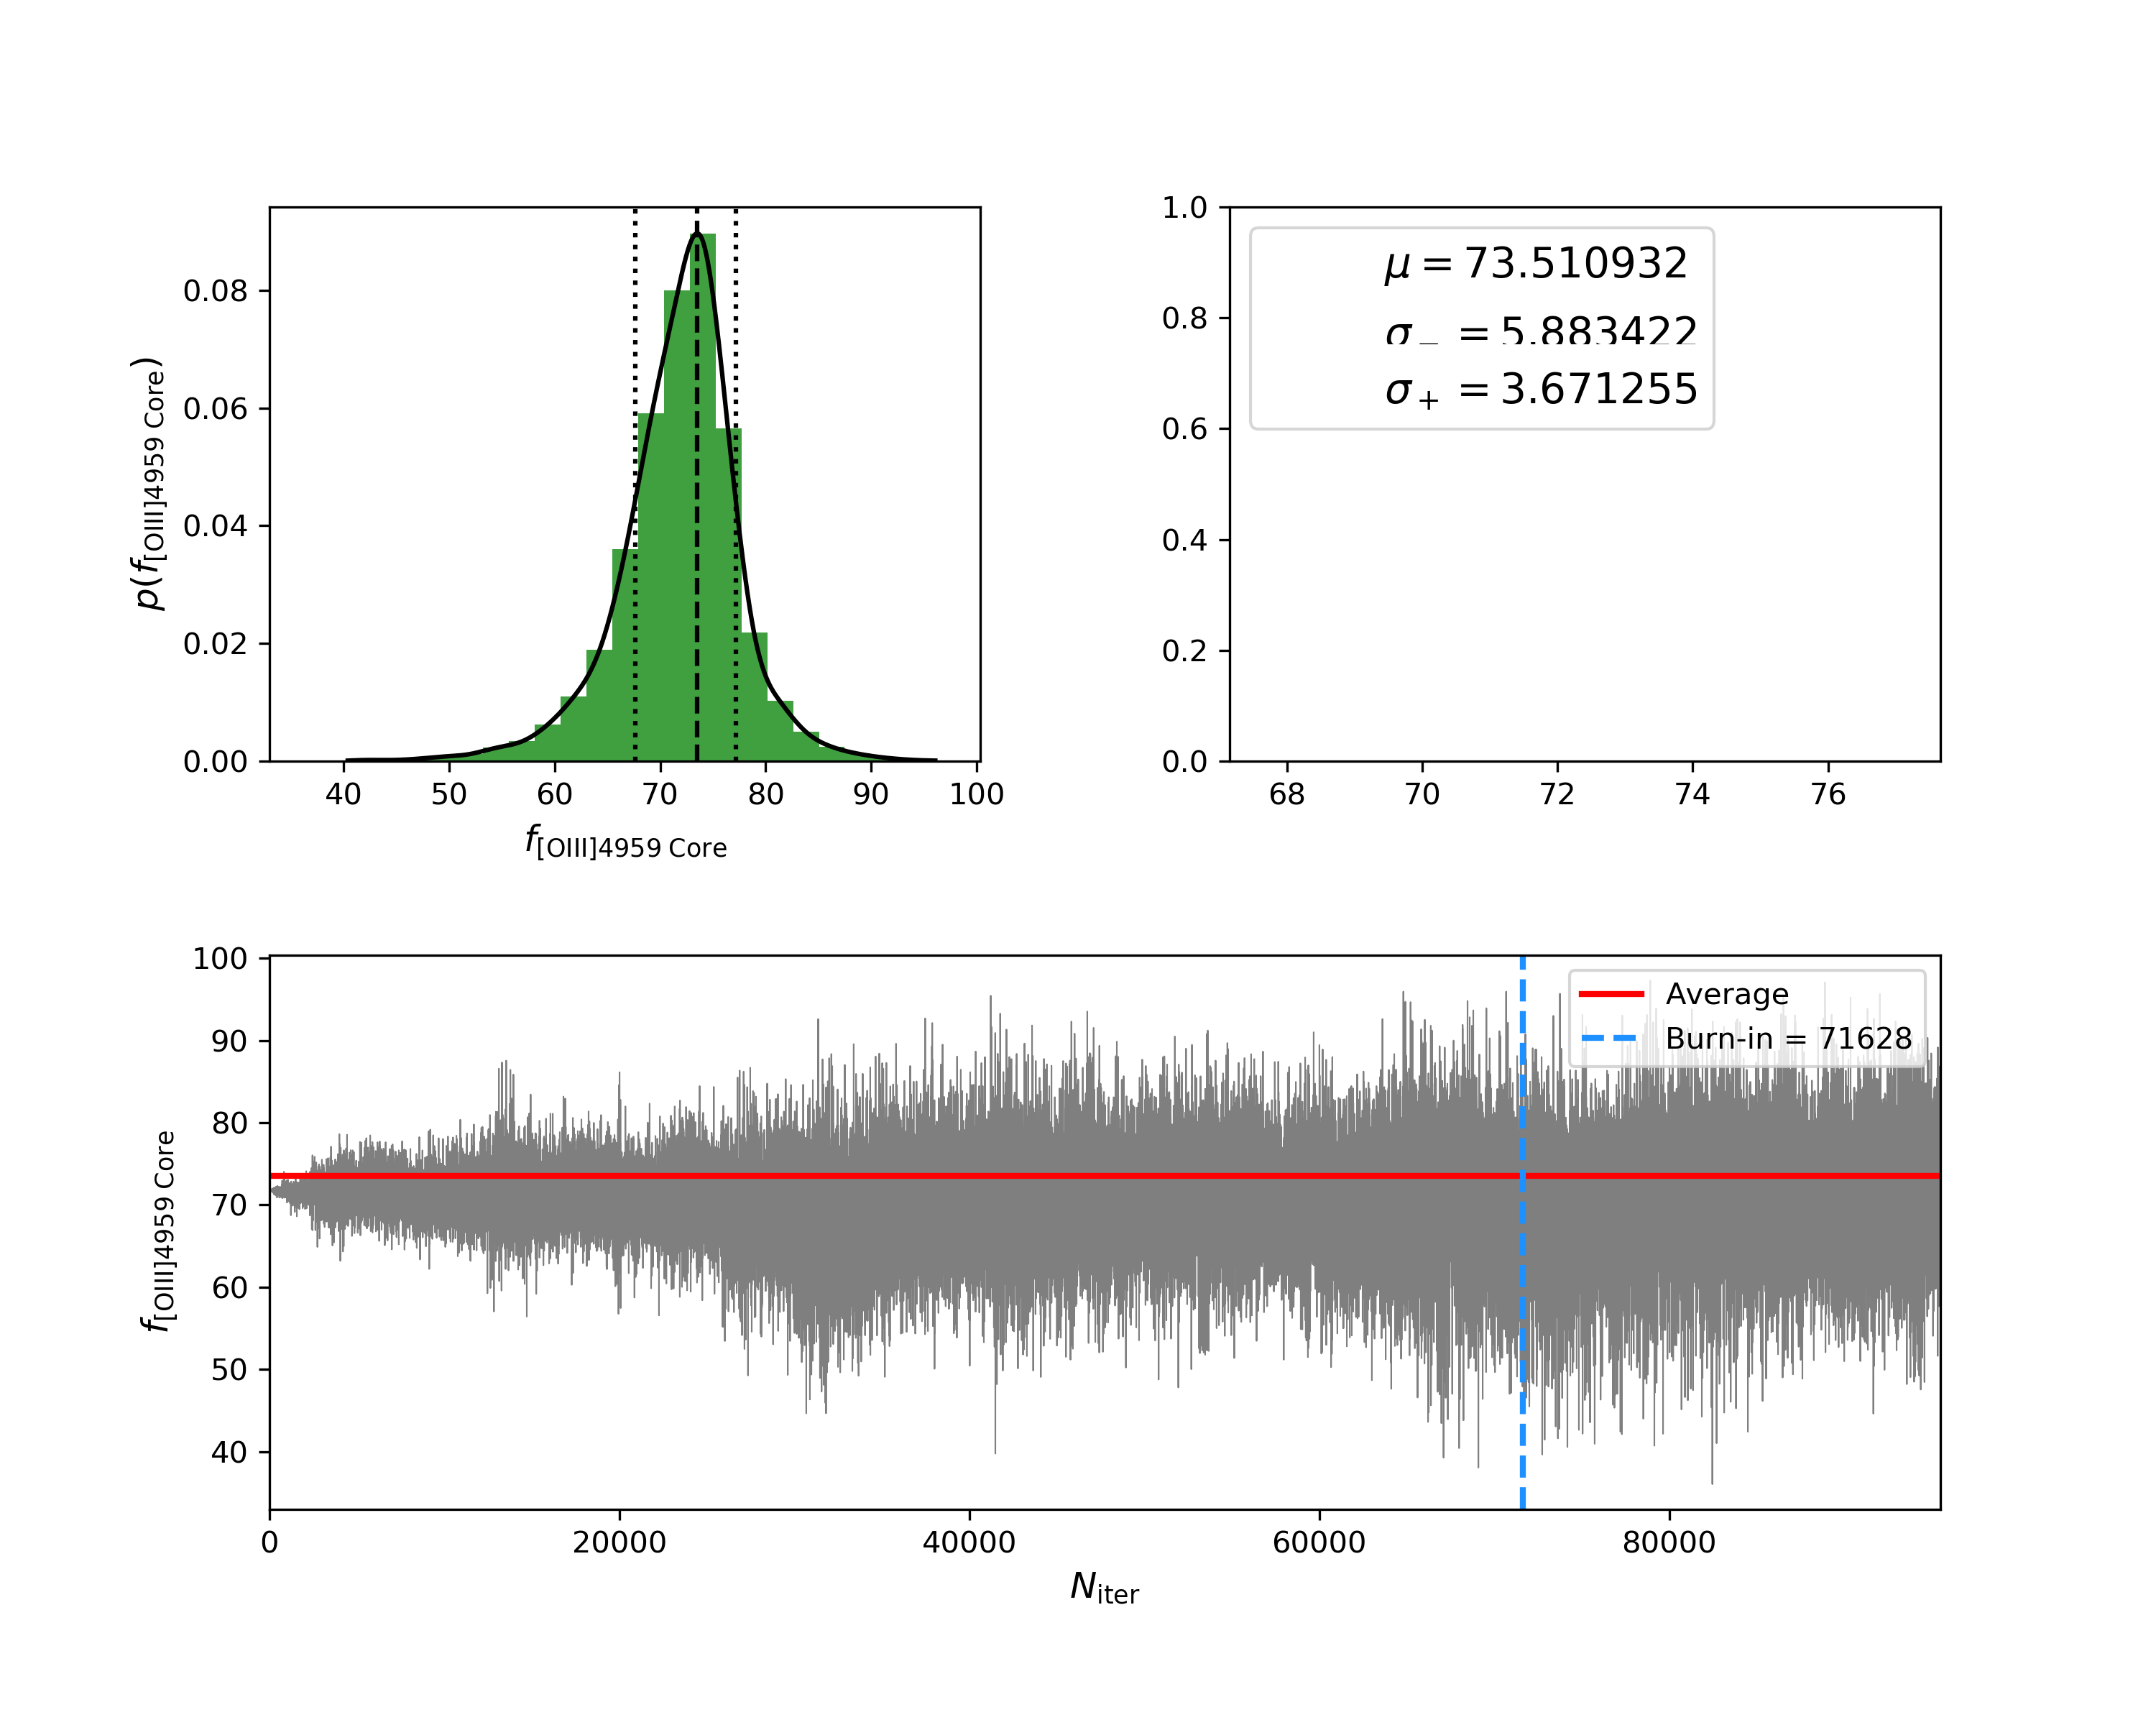 0.08
0.06
0.04
0.02
0.00
p(f[OIII]4959 Core)
40 50 60 70 80 90 100
f[OIII]4959 Core
1.0
0.8
0.6
0.4
0.2
0.0
μ = 73.510932
σ− = 5.883422
σ+ = 3.671255
68 70 72 74 76
100
90
80
70
60
50
40
f[OIII]4959 Core
Average
Burn-in = 71628
0 20000 40000 60000 80000
Niter